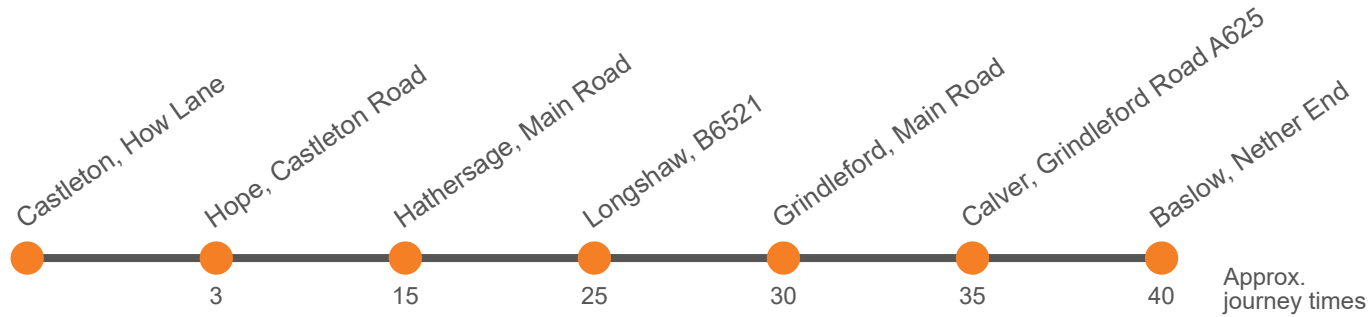 Castleton, How Lane
Hope, Castleton Road
Hathersage, Main Road
Longshaw, B6521
Grindleford, Main Road
Calver, Grindleford Road A625
Baslow, Nether End
3
15
25
30
35
40
Approx.
journey times